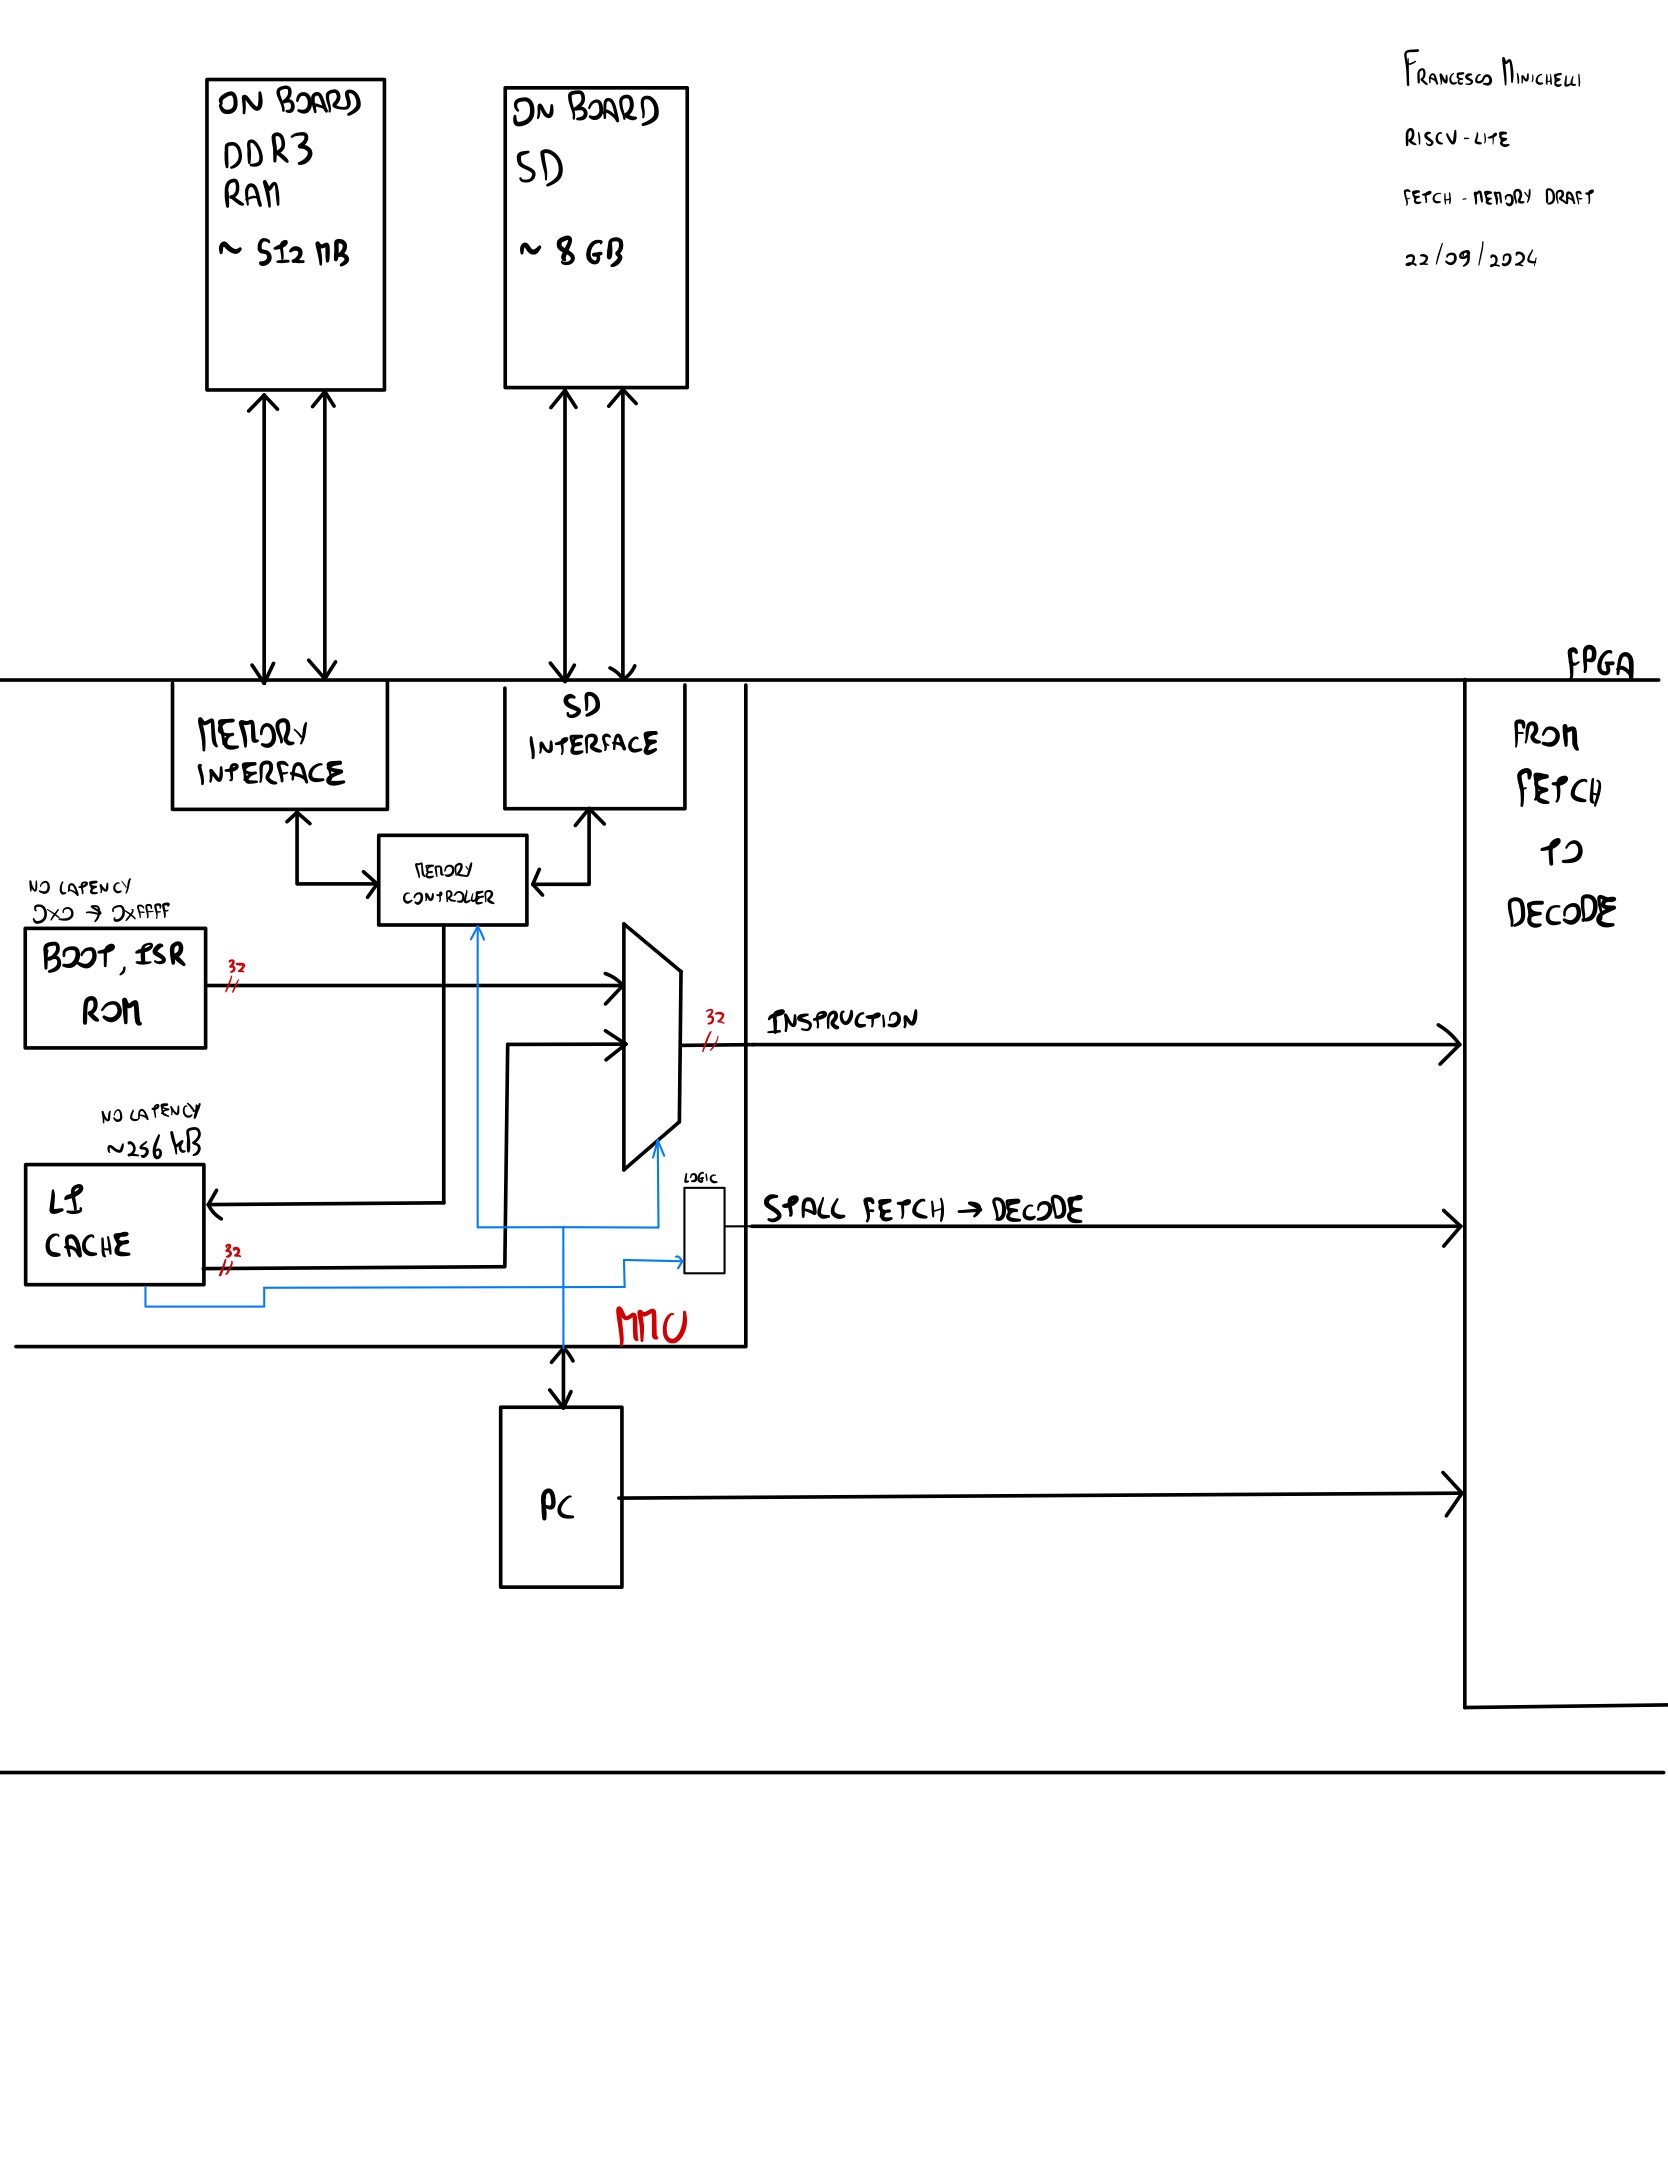 FRANCESCO MINICHELLI
RISCV-LITE
FETCH - MEMORY DRAFT
22/09/2024
ON BOARD
DDR3
RAM
~ 512 MB
ON BOARD
SD
~ 8 GB
FPGA
MEMORY
INTERFACE
SD
INTERFACE
FROM
FETCH
TO
DECODE
MEMORY
CONTROLLER
NO LATENCY
0x0 → 0xFFFF
BOOT, ISR
ROM
32
32
INSTRUCTION
NO LATENCY
~256 kB
L1
CACHE
32
LOGIC
STALL FETCH → DECODE
MMU
PC